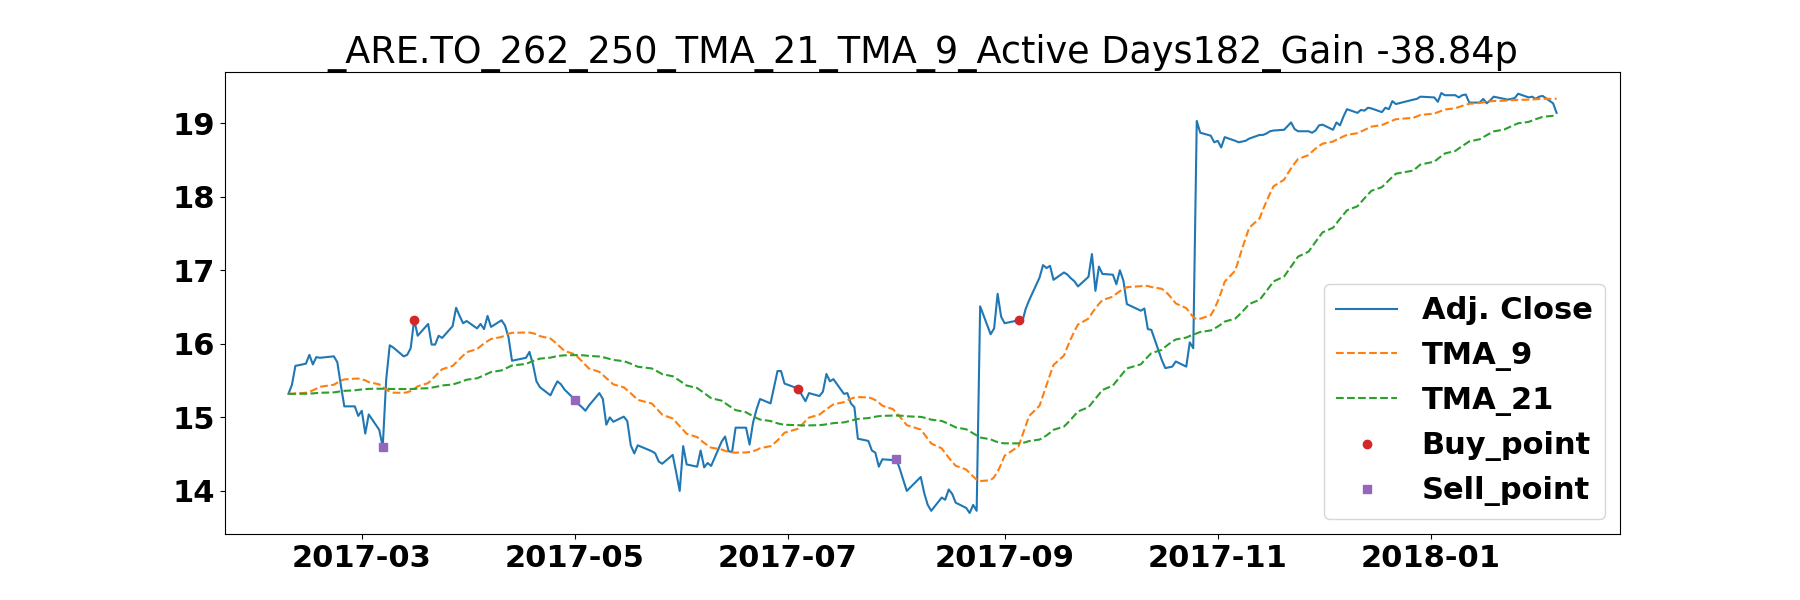 _ARE.TO_262_250_TMA_21_TMA_9_Active Days182_Gain -38.84p
19
18
17
16
15
14
2017-03 2017-05 2017-07 2017-09 2017-11 2018-01
Adj. Close
TMA_9
TMA_21
Buy_point
Sell_point